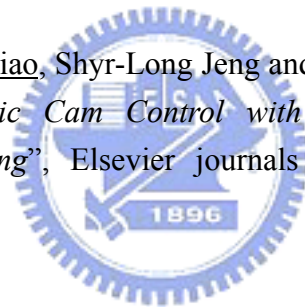 iao, Shyr-Long Jeng and
ic Cam Control with
ng”, Elsevier journals
1896